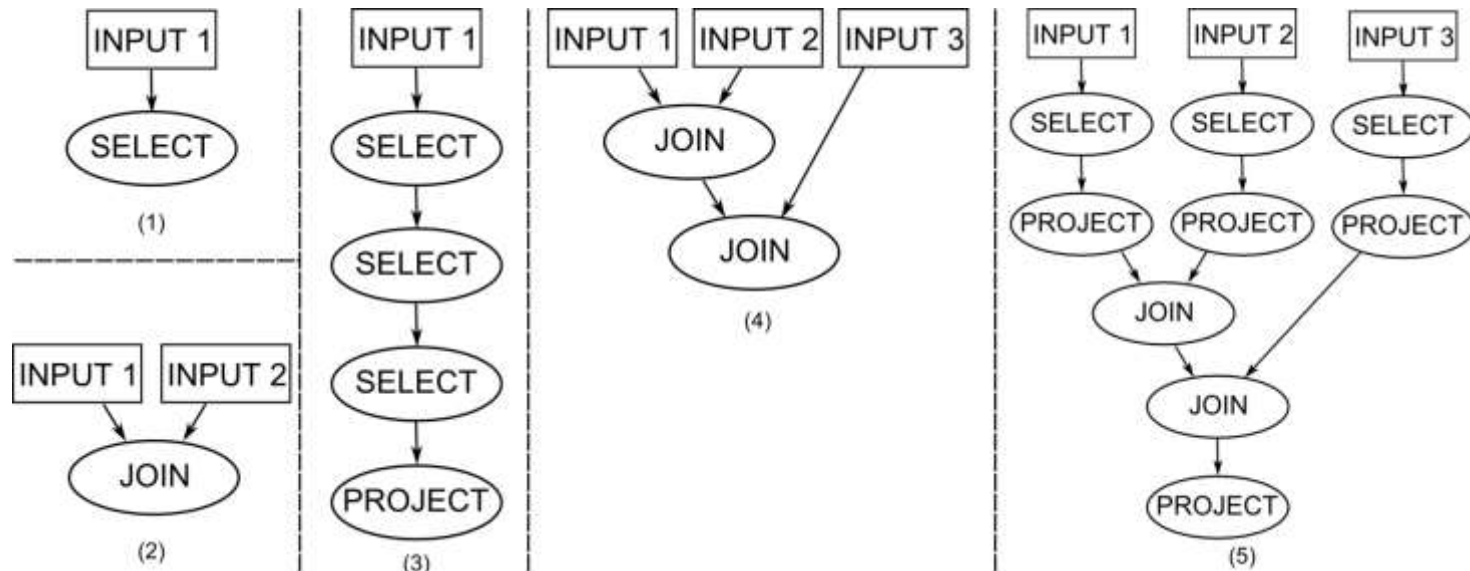 INPUT 1
SELECT
(1)
INPUT 1 INPUT 2
JOIN
(2)
INPUT 1
SELECT
SELECT
SELECT
PROJECT
(3)
INPUT 1 INPUT 2 INPUT 3
JOIN
JOIN
(4)
INPUT 1 INPUT 2 INPUT 3
SELECT SELECT SELECT
PROJECT PROJECT PROJECT
JOIN
JOIN
PROJECT
(5)